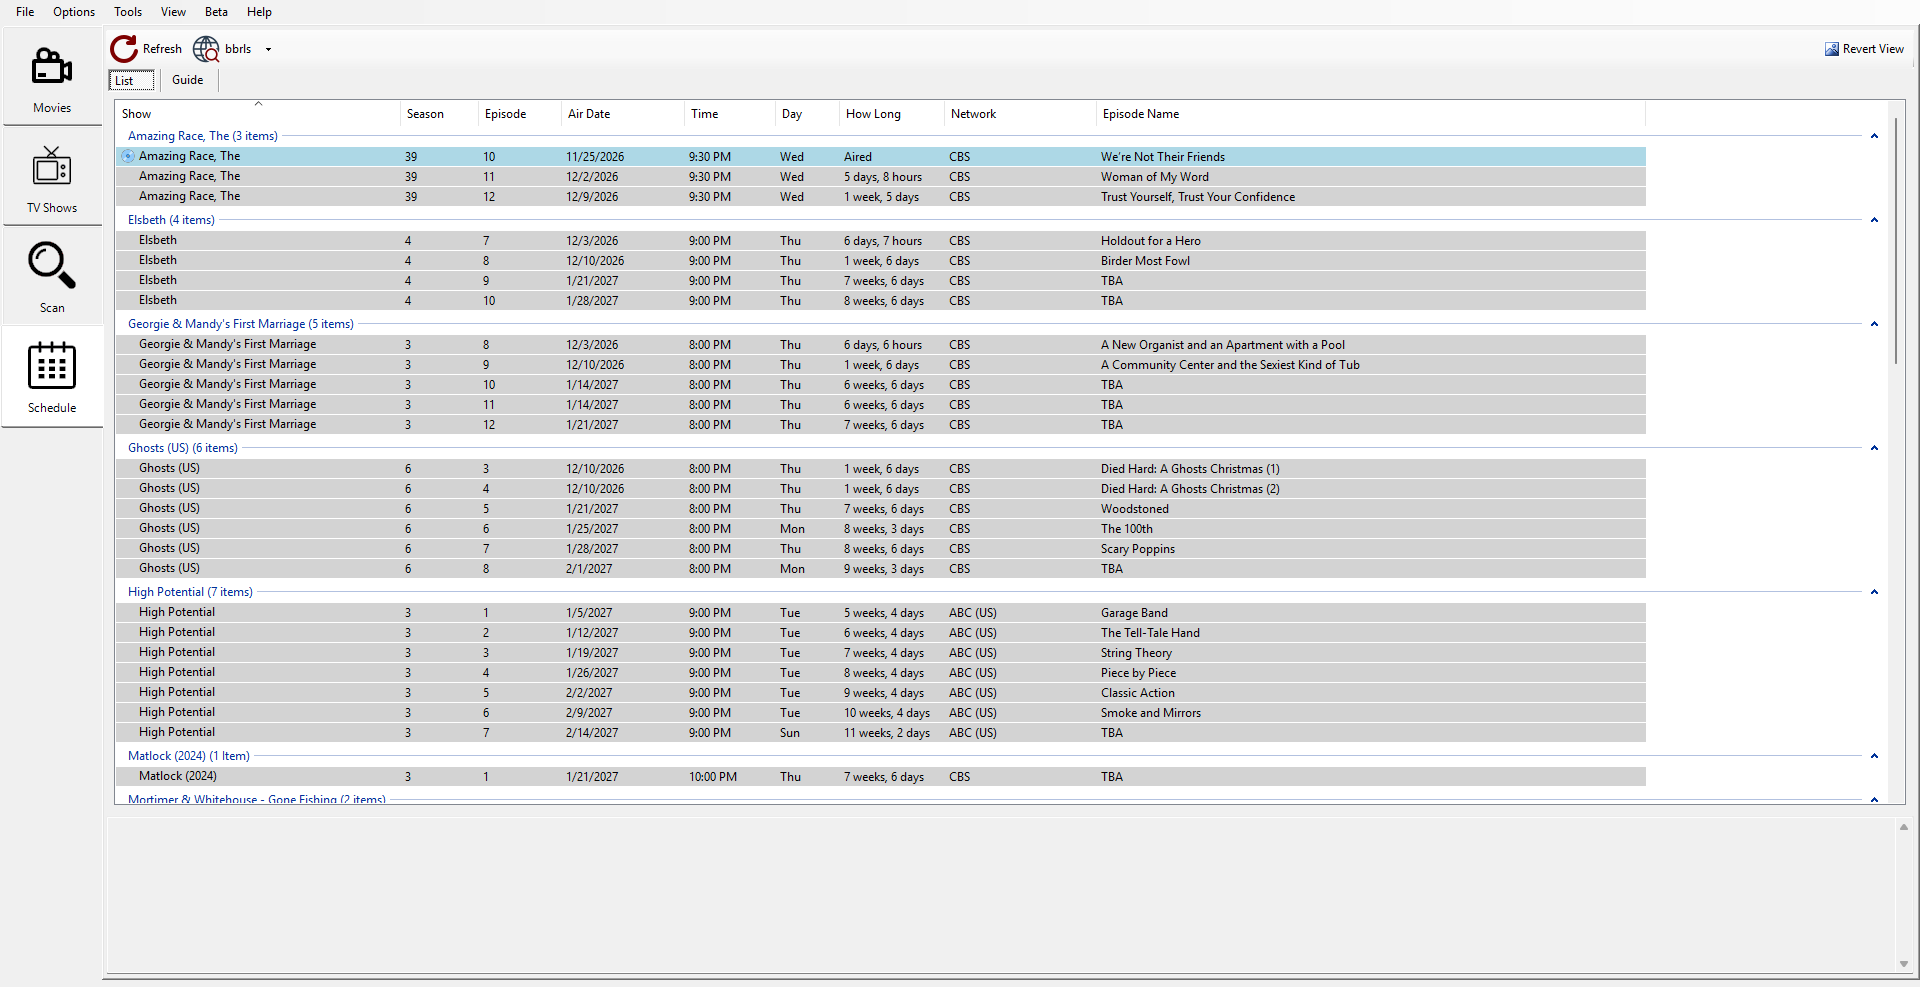 File Options Tools View Beta Help
Refresh bbrls Revert View
List Guide
Movies
TV Shows
Scan
Schedule
Show Season Episode Air Date Time Day How Long Network Episode Name
Amazing Race, The (3 items)
Amazing Race, The 39 10 11/25/2026 9:30 PM Wed Aired CBS We're Not Their Friends
Amazing Race, The 39 11 12/2/2026 9:30 PM Wed 5 days, 8 hours CBS Woman of My Word
Amazing Race, The 39 12 12/9/2026 9:30 PM Wed 1 week, 5 days CBS Trust Yourself, Trust Your Confidence
Elsbeth (4 items)
Elsbeth 4 7 12/3/2026 9:00 PM Thu 6 days, 7 hours CBS Holdout for a Hero
Elsbeth 4 8 12/10/2026 9:00 PM Thu 1 week, 6 days CBS Birder Most Fowl
Elsbeth 4 9 1/21/2027 9:00 PM Thu 7 weeks, 6 days CBS TBA
Elsbeth 4 10 1/28/2027 9:00 PM Thu 8 weeks, 6 days CBS TBA
Georgie & Mandy's First Marriage (5 items)
Georgie & Mandy's First Marriage 3 8 12/3/2026 8:00 PM Thu 6 days, 6 hours CBS A New Organist and an Apartment with a Pool
Georgie & Mandy's First Marriage 3 9 12/10/2026 8:00 PM Thu 1 week, 6 days CBS A Community Center and the Sexiest Kind of Tub
Georgie & Mandy's First Marriage 3 10 1/14/2027 8:00 PM Thu 6 weeks, 6 days CBS TBA
Georgie & Mandy's First Marriage 3 11 1/14/2027 8:00 PM Thu 6 weeks, 6 days CBS TBA
Georgie & Mandy's First Marriage 3 12 1/21/2027 8:00 PM Thu 7 weeks, 6 days CBS TBA
Ghosts (US) (6 items)
Ghosts (US) 6 3 12/10/2026 8:00 PM Thu 1 week, 6 days CBS Died Hard: A Ghosts Christmas (1)
Ghosts (US) 6 4 12/10/2026 8:00 PM Thu 1 week, 6 days CBS Died Hard: A Ghosts Christmas (2)
Ghosts (US) 6 5 1/21/2027 8:00 PM Thu 7 weeks, 6 days CBS Woodstoned
Ghosts (US) 6 6 1/25/2027 8:00 PM Mon 8 weeks, 3 days CBS The 100th
Ghosts (US) 6 7 1/28/2027 8:00 PM Thu 8 weeks, 6 days CBS Scary Poppins
Ghosts (US) 6 8 2/1/2027 8:00 PM Mon 9 weeks, 3 days CBS TBA
High Potential (7 items)
High Potential 3 1 1/5/2027 9:00 PM Tue 5 weeks, 4 days ABC (US) Garage Band
High Potential 3 2 1/12/2027 9:00 PM Tue 6 weeks, 4 days ABC (US) The Tell-Tale Hand
High Potential 3 3 1/19/2027 9:00 PM Tue 7 weeks, 4 days ABC (US) String Theory
High Potential 3 4 1/26/2027 9:00 PM Tue 8 weeks, 4 days ABC (US) Piece by Piece
High Potential 3 5 2/2/2027 9:00 PM Tue 9 weeks, 4 days ABC (US) Classic Action
High Potential 3 6 2/9/2027 9:00 PM Tue 10 weeks, 4 days ABC (US) Smoke and Mirrors
High Potential 3 7 2/14/2027 9:00 PM Sun 11 weeks, 2 days ABC (US) TBA
Matlock (2024) (1 Item)
Matlock (2024) 3 1 1/21/2027 10:00 PM Thu 7 weeks, 6 days CBS TBA
Mortimer & Whitehouse - Gone Fishing (2 items)